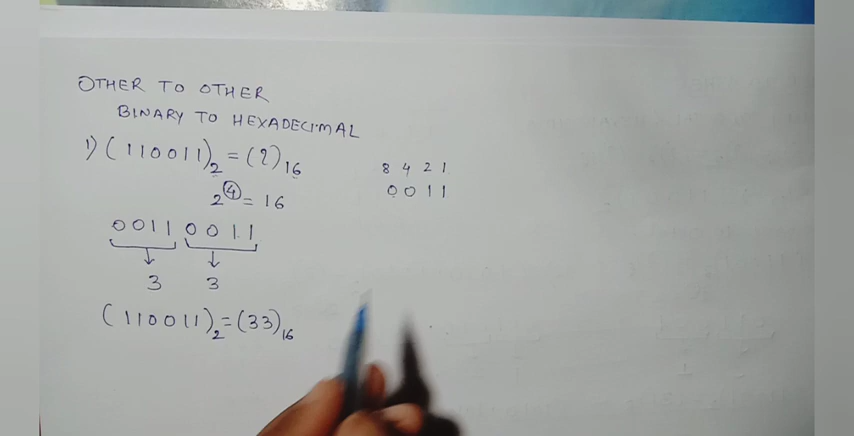 OTHER TO OTHER
BINARY TO HEXADECIMAL
1) (110011)₂ = (?)₁₆
2④ = 16
0011 0011
3 3
(110011)₂ = (33)₁₆
8 4 2 1
0 0 1 1